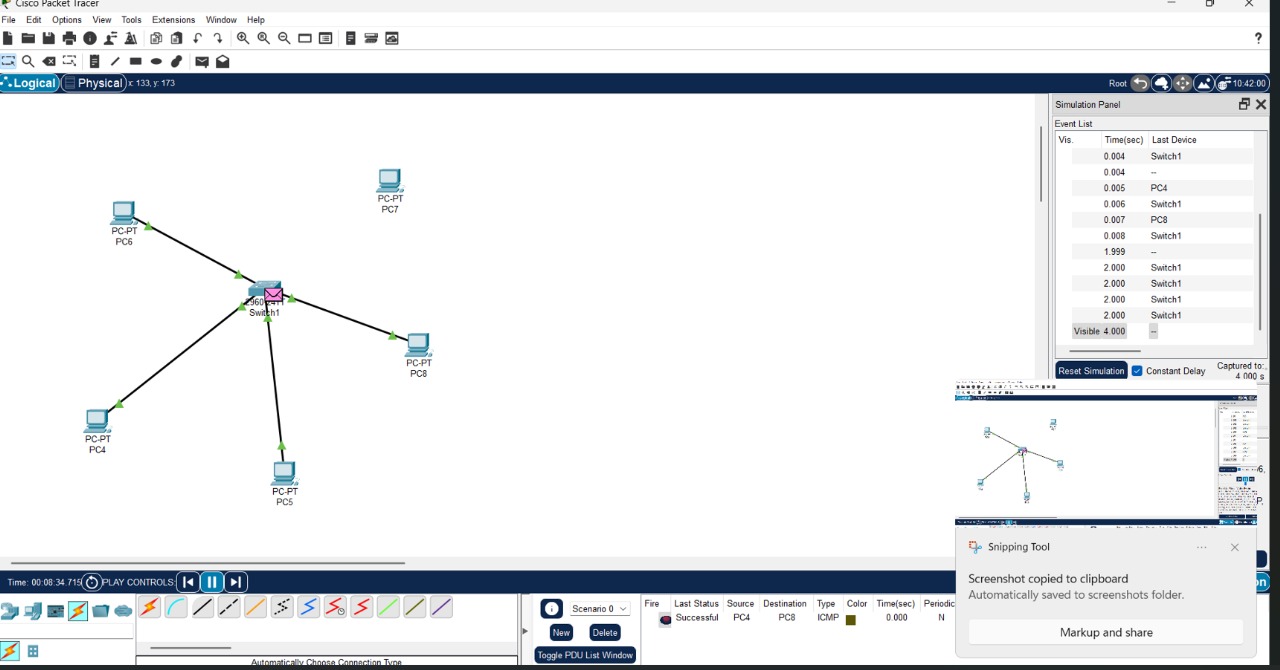 Cisco Packet Tracer
File Edit Options View Tools Extensions Window Help
?
Logical Physical x: 133, y: 173 Root 10:42:00
Simulation Panel
Event List
Vis. Time(sec) Last Device
0.004 Switch1
0.004 --
0.005 PC4
0.006 Switch1
0.007 PC8
0.008 Switch1
1.999 --
2.000 Switch1
2.000 Switch1
2.000 Switch1
2.000 Switch1
Visible 4.000 --
Reset Simulation Constant Delay Captured to:
4.000 s
PC-PT
PC7
PC-PT
PC6
Switch1
PC-PT
PC8
PC-PT
PC4
PC-PT
PC5
Snipping Tool
Screenshot copied to clipboard
Automatically saved to screenshots folder.
Markup and share
Time: 00:08:34.715 PLAY CONTROLS:
Scenario 0
New Delete
Toggle PDU List Window
Fire Last Status Source Destination Type Color Time(sec) Periodic
Successful PC4 PC8 ICMP 0.000 N
Automatically Choose Connection Type